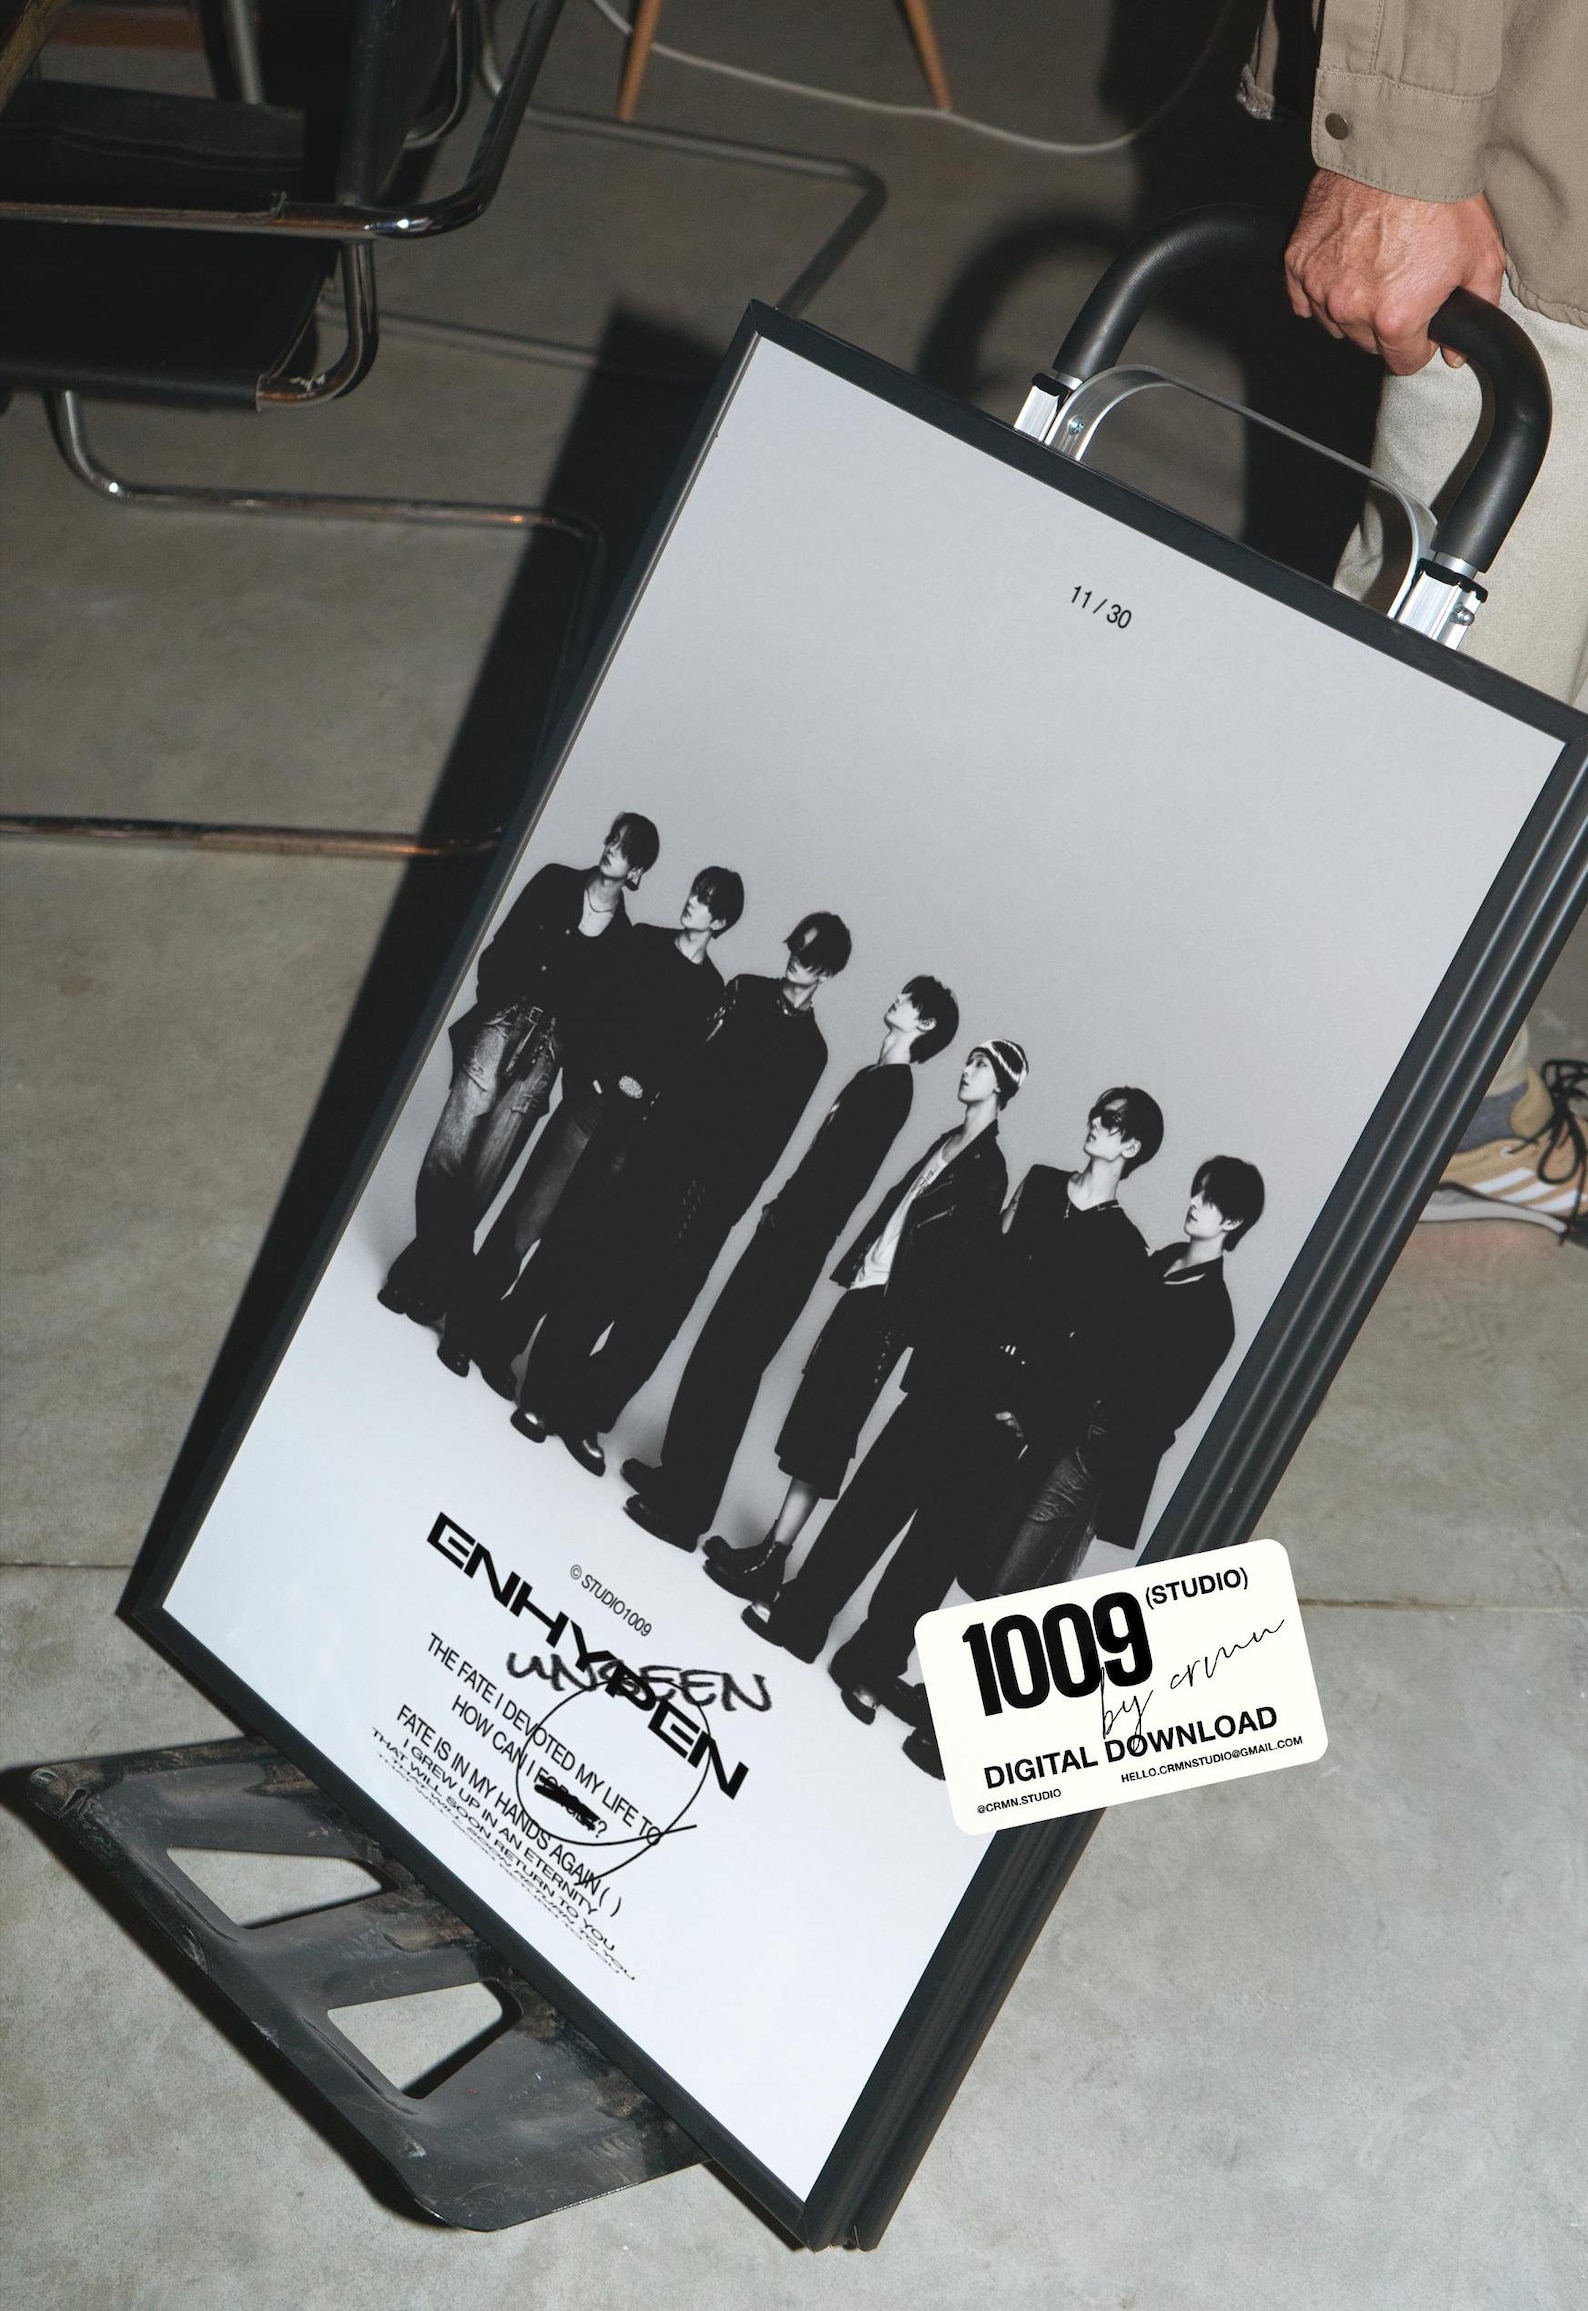 11 / 30
© STUDIO1009
ENHYPEN
UNSEEN
THE FATE I DEVOTED MY LIFE TO
HOW CAN I ?
FATE IS IN MY HANDS AGAIN ( )
I GREW UP IN AN ETERNITY
THAT WILL SOON RETURN TO YOU
1009 (STUDIO)
by crmn
DIGITAL DOWNLOAD
@CRMN.STUDIO
HELLO.CRMNSTUDIO@GMAIL.COM